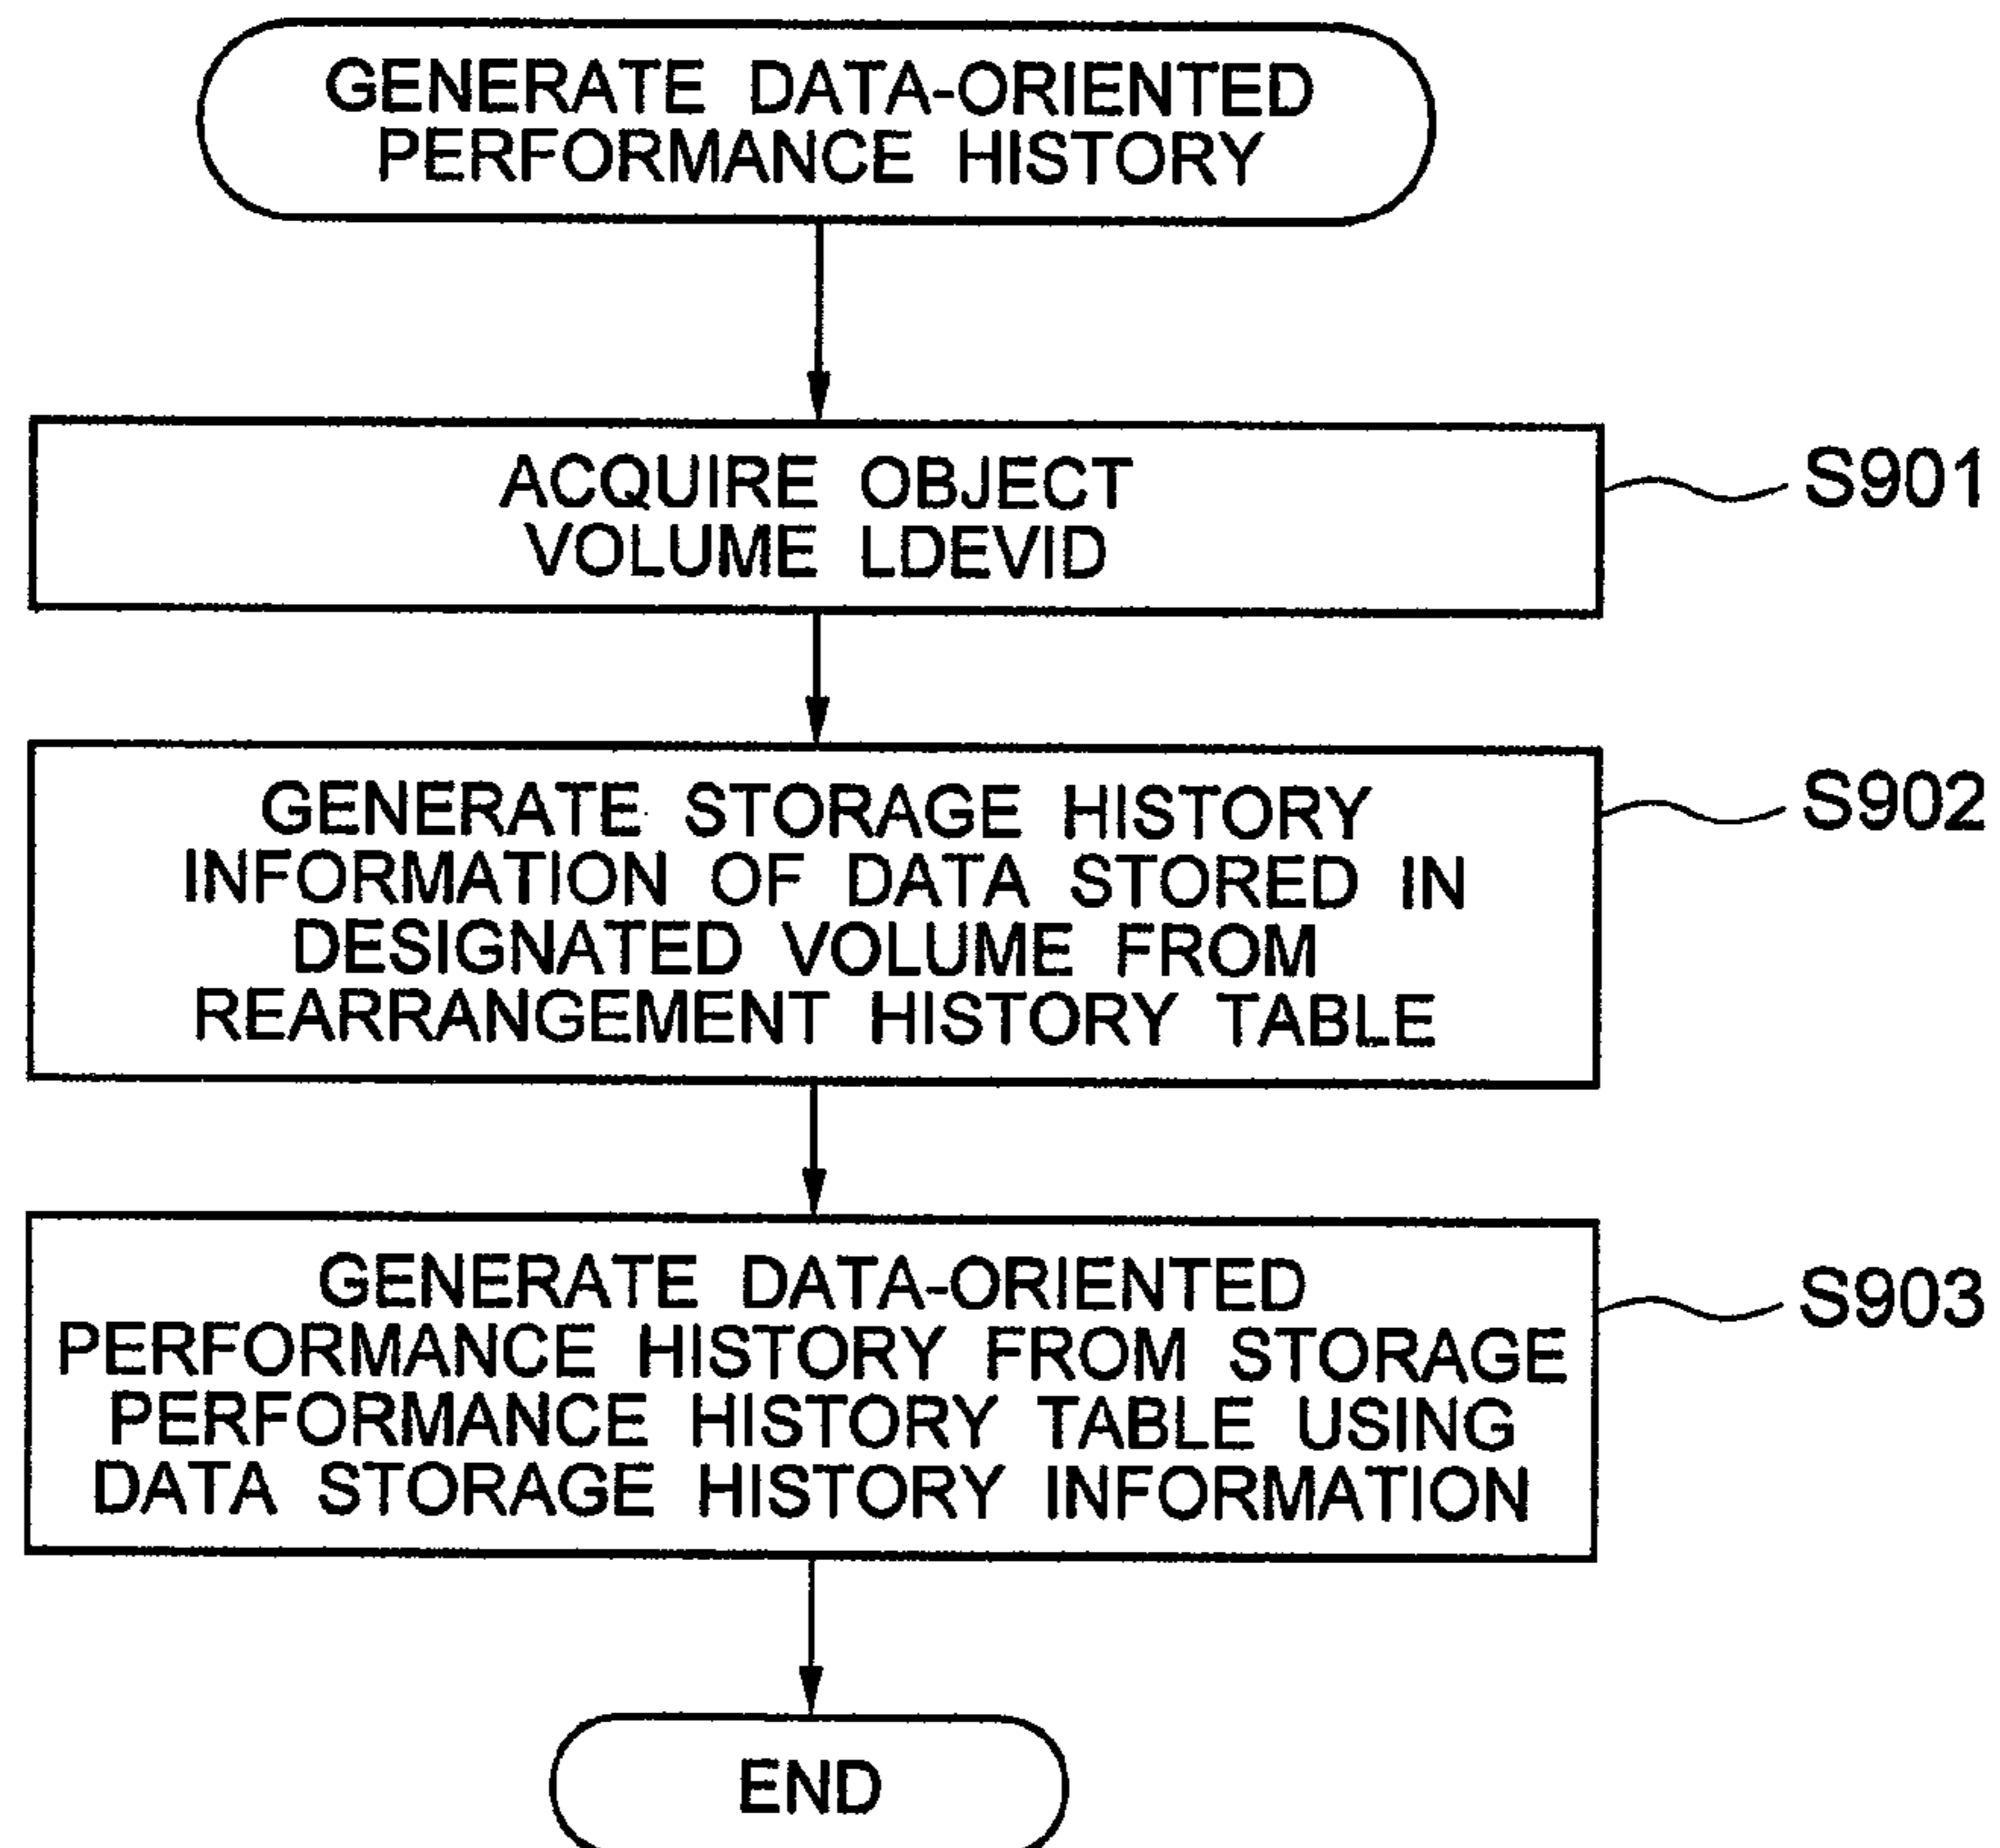 GENERATE DATA-ORIENTED
PERFORMANCE HISTORY
ACQUIRE OBJECT
VOLUME LDEVID
S901
GENERATE STORAGE HISTORY
INFORMATION OF DATA STORED IN
DESIGNATED VOLUME FROM
REARRANGEMENT HISTORY TABLE
S902
GENERATE DATA-ORIENTED
PERFORMANCE HISTORY FROM STORAGE
PERFORMANCE HISTORY TABLE USING
DATA STORAGE HISTORY INFORMATION
S903
END